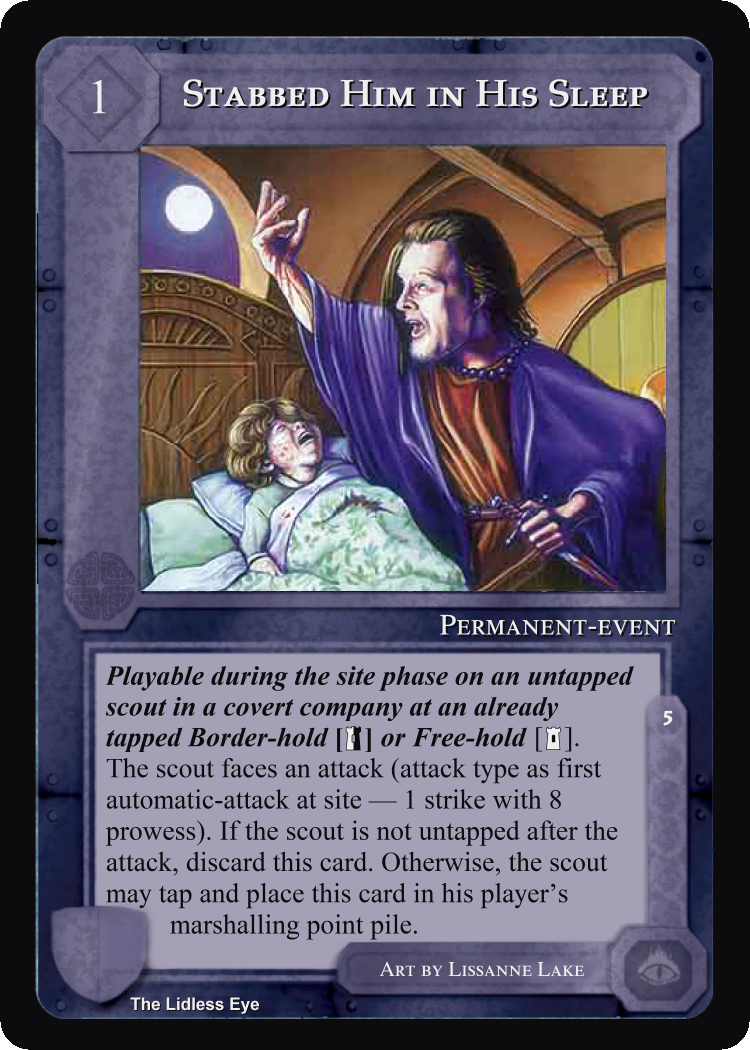 1
Stabbed Him in His Sleep
Permanent-event
Playable during the site phase on an untapped
scout in a covert company at an already
tapped Border-hold [ ] or Free-hold [ ].
The scout faces an attack (attack type as first
automatic-attack at site — 1 strike with 8
prowess). If the scout is not untapped after the
attack, discard this card. Otherwise, the scout
may tap and place this card in his player’s
marshalling point pile.
5
Art by Lissanne Lake
The Lidless Eye